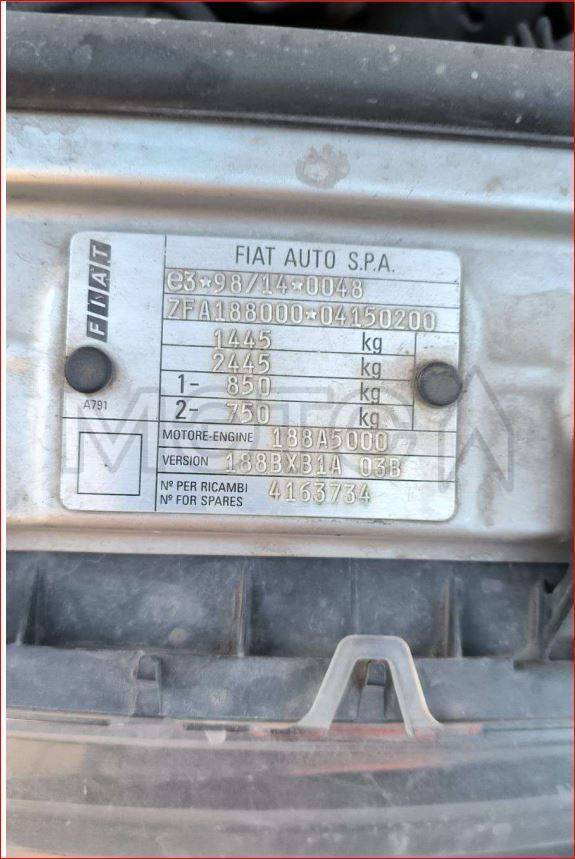 FIAT
FIAT AUTO S.P.A.
e3*98/14*0048
ZFA188000*04150200
1445 kg
2445 kg
1- 850 kg
2- 750 kg
A791
MOTORE-ENGINE 188A5000
VERSION 188BXB1A 03B
Nº PER RICAMBI
Nº FOR SPARES 4163734